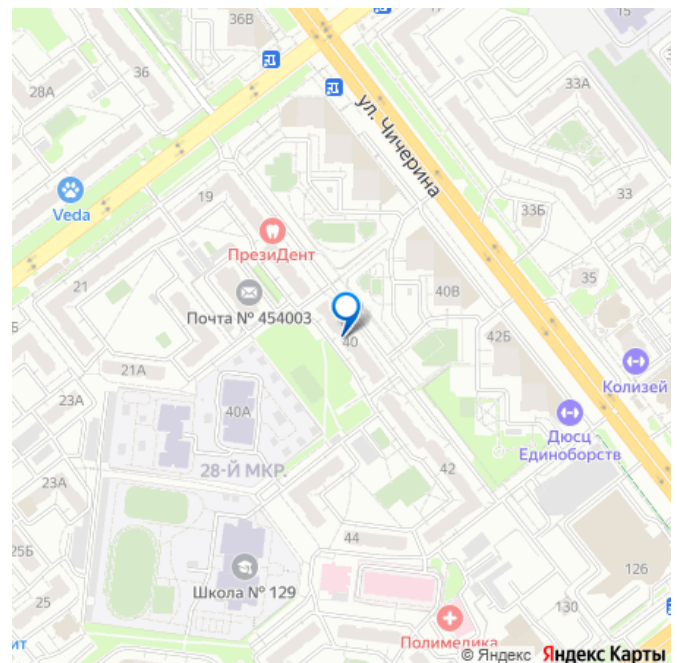 36В
15
36
28А
33А
ул. Чичерина
Veda
19
33
33Б
ПрезиДент
35
21
40В
Почта № 454003
40
42Б
21А
Колизей
23А
40А
Дюсц
Единоборств
28-Й МКР.
42
23А
44
25Б
126
Школа № 129
25
130
Полимедика
ит
© Яндекс Яндекс Карты